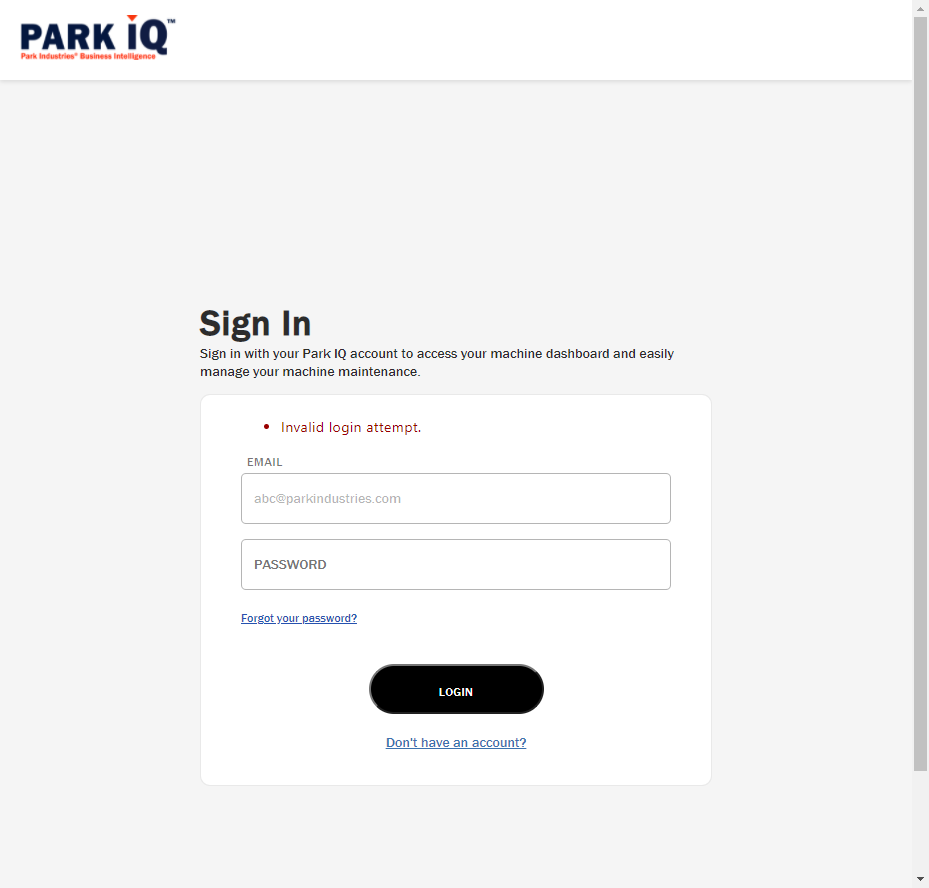 PARK iQ™
Park Industries® Business Intelligence
Sign In
Sign in with your Park IQ account to access your machine dashboard and easily
manage your machine maintenance.
Invalid login attempt.
EMAIL
abc@parkindustries.com
PASSWORD
Forgot your password?
LOGIN
Don't have an account?